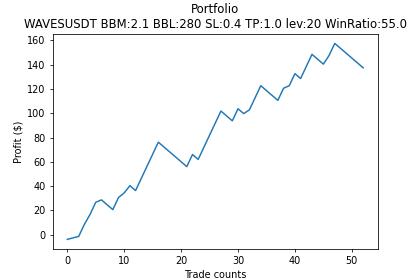 Portfolio
WAVESUSDT BBM:2.1 BBL:280 SL:0.4 TP:1.0 lev:20 WinRatio:55.0
160
140
120
100
80
60
40
20
0
Profit ($)
0 10 20 30 40 50
Trade counts